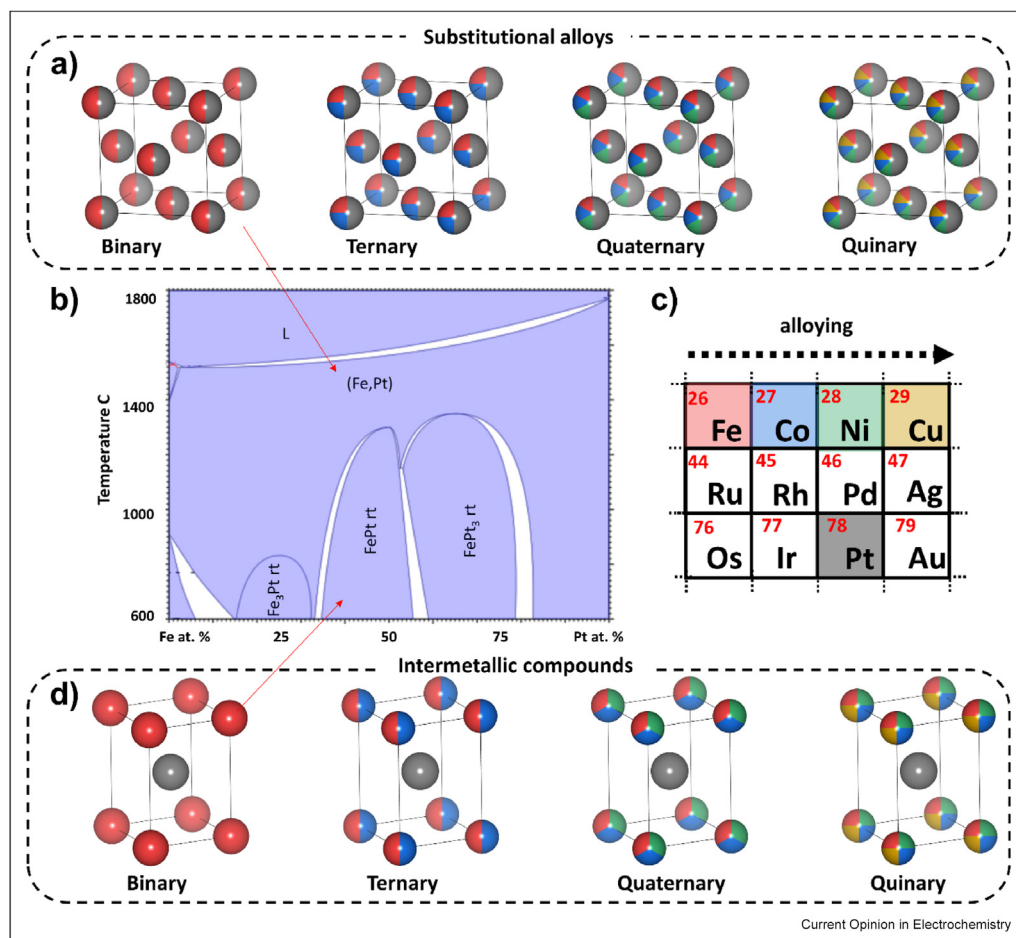 Substitutional alloys
a)
Binary
Ternary
Quaternary
Quinary
b)
1800
1400
1000
600
Temperature C
L
(Fe,Pt)
Fe₃Pt rt
FePt rt
FePt₃ rt
Fe at. %
25
50
75
Pt at. %
c)
alloying
26
Fe
27
Co
28
Ni
29
Cu
44
Ru
45
Rh
46
Pd
47
Ag
76
Os
77
Ir
78
Pt
79
Au
Intermetallic compounds
d)
Binary
Ternary
Quaternary
Quinary
Current Opinion in Electrochemistry